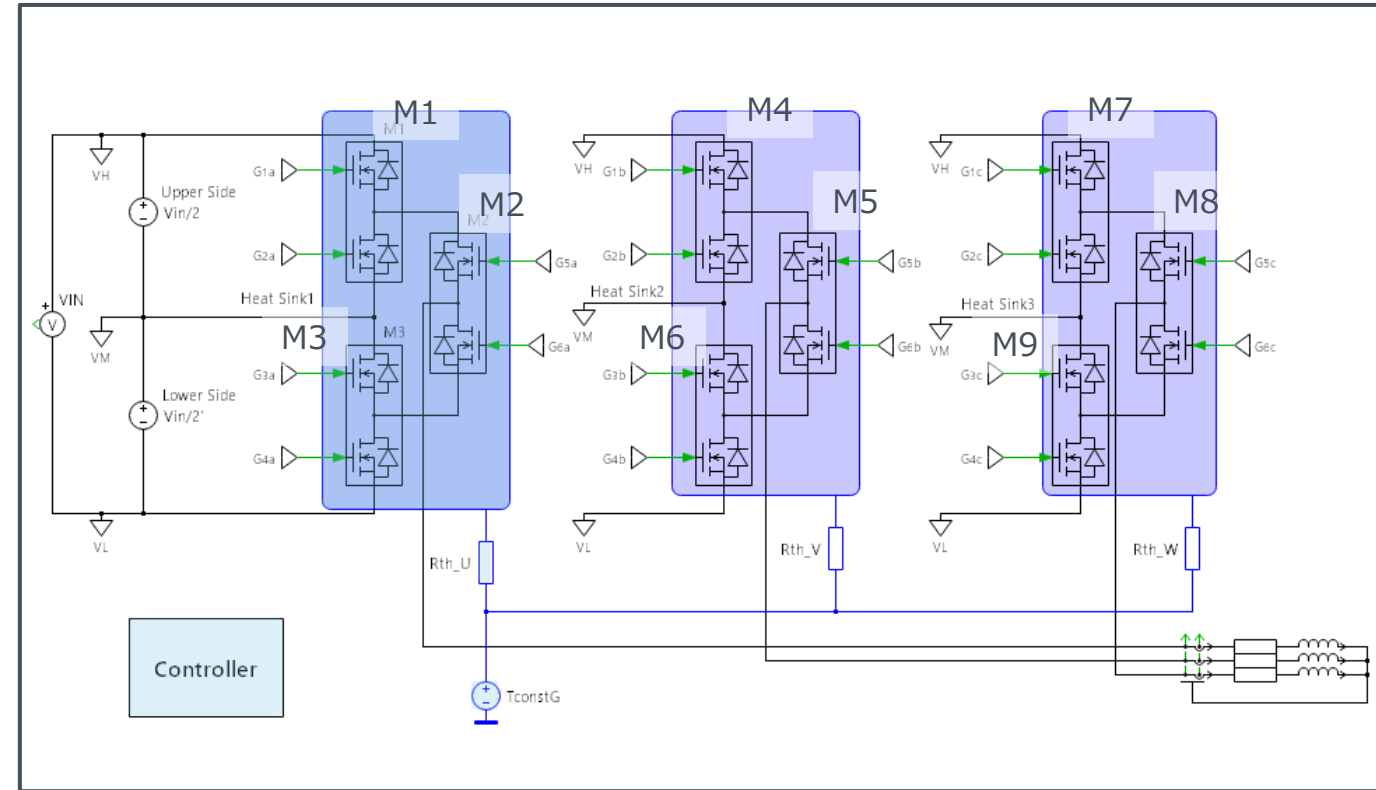 M1
M4
M7
M1
VH
G1a
VH
G1b
VH
G1c
Upper Side
Vin/2
M2
M5
M8
M2
G2a
G5a
G2b
G5b
G2c
G5c
VIN
+
V
Heat Sink1
Heat Sink2
Heat Sink3
VM
VM
VM
M3
M3
M6
M9
G3a
G6a
G3b
G6b
G3c
G6c
Lower Side
Vin/2'
G4a
G4b
G4c
VL
VL
VL
Rth_U
Rth_V
Rth_W
Controller
TconstG